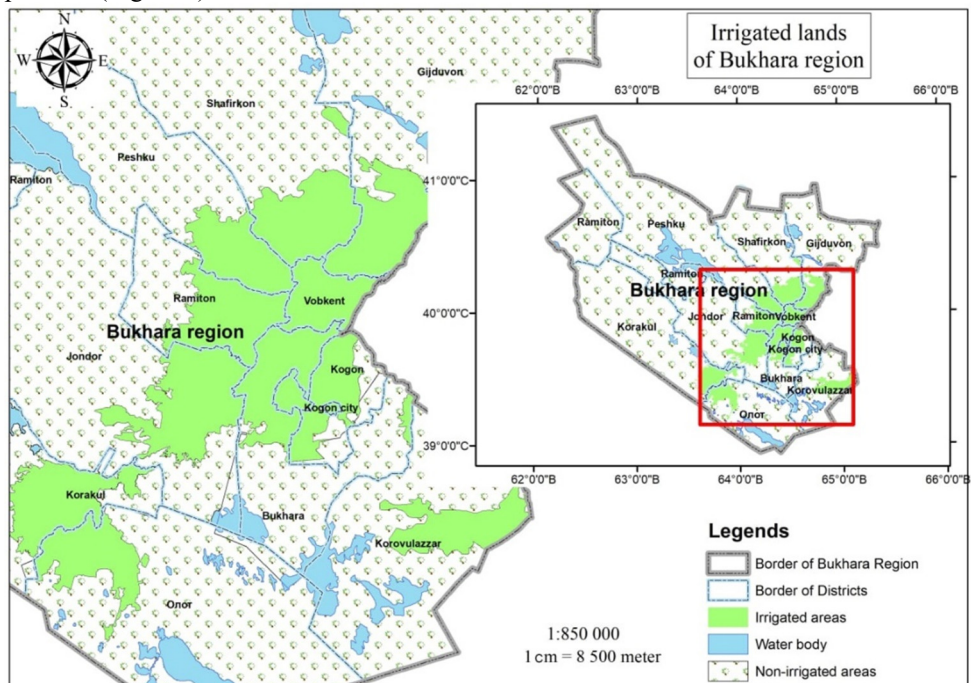 N
W E
S
Irrigated lands
of Bukhara region
Gijduvon
Shafirkon
Peshku
Ramiton
Ramiton
Vobkent
Bukhara region
Jondor
Kogon
Kogon city
Korakul
Bukhara
Korovulazzar
Олот
62°0'0"В 63°0'0"В 64°0'0"В 65°0'0"В 66°0'0"В
41°0'0"С
40°0'0"С
39°0'0"С
Ramiton
Peshku
Shafirkon
Gijduvon
Ramiton
Bukhara region
Jondor
Ramiton
Vobkent
Korakul
Kogon
Kogon city
Bukhara
Korovulazzar
Олот
62°0'0"В 63°0'0"В 64°0'0"В 65°0'0"В 66°0'0"В
Legends
Border of Bukhara Region
Border of Districts
Irrigated areas
Water body
Non-irrigated areas
1:850 000
1 cm = 8 500 meter